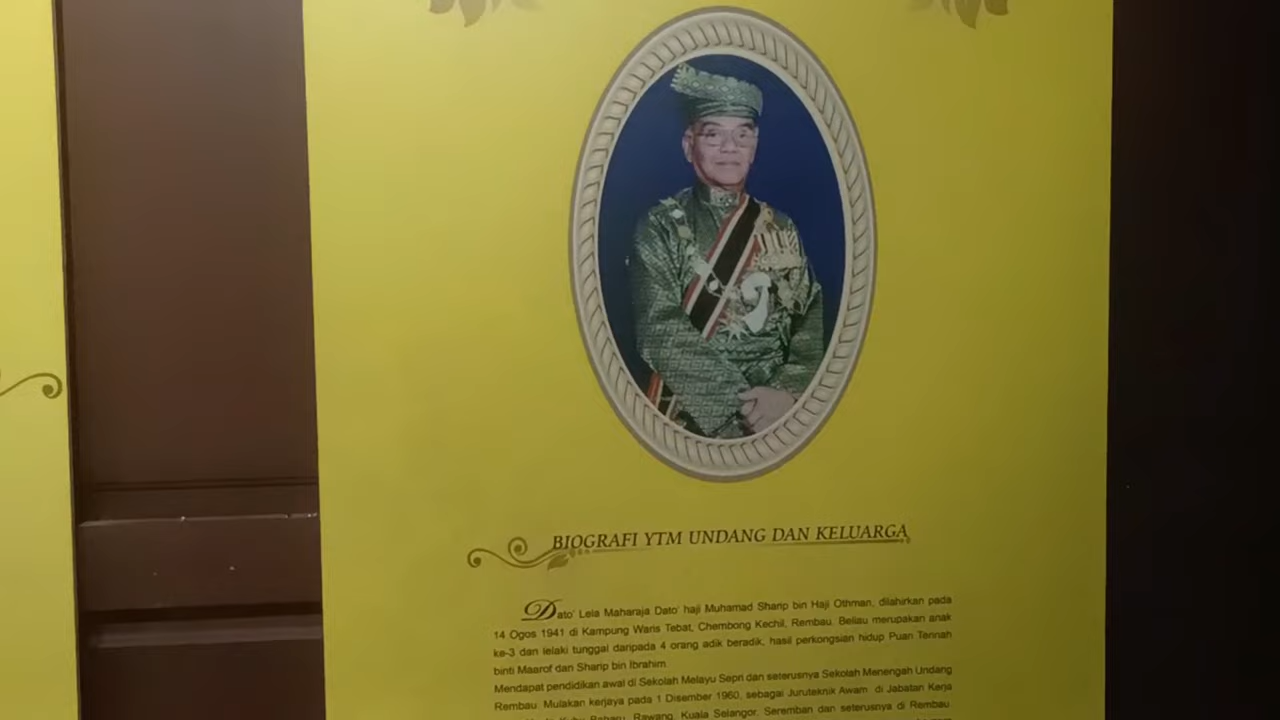 BIOGRAFI YTM UNDANG DAN KELUARGA
Dato' Lela Maharaja Dato' haji Muhamad Sharip bin Haji Othman, dilahirkan pada
14 Ogos 1941 di Kampung Waris Tebat, Chembong Kechil, Rembau. Beliau merupakan anak
ke-3 dan lelaki tunggal daripada 4 orang adik beradik, hasil perkongsian hidup Puan Tennah
binti Maarof dan Sharip bin Ibrahim.
Mendapat pendidikan awal di Sekolah Melayu Sepri dan seterusnya Sekolah Menengah Undang
Rembau. Mulakan kerjaya pada 1 Disember 1960, sebagai Juruteknik Awam di Jabatan Kerja
Kubu Baharu, Rawang, Kuala Selangor, Seremban dan seterusnya di Rembau